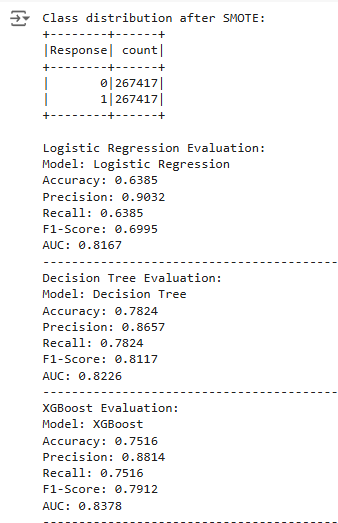 Class distribution after SMOTE:
+--------+------+
|Response| count|
+--------+------+
|       0|267417|
|       1|267417|
+--------+------+
Logistic Regression Evaluation:
Model: Logistic Regression
Accuracy: 0.6385
Precision: 0.9032
Recall: 0.6385
F1-Score: 0.6995
AUC: 0.8167
----------------------------------------
Decision Tree Evaluation:
Model: Decision Tree
Accuracy: 0.7824
Precision: 0.8657
Recall: 0.7824
F1-Score: 0.8117
AUC: 0.8226
----------------------------------------
XGBoost Evaluation:
Model: XGBoost
Accuracy: 0.7516
Precision: 0.8814
Recall: 0.7516
F1-Score: 0.7912
AUC: 0.8378
----------------------------------------